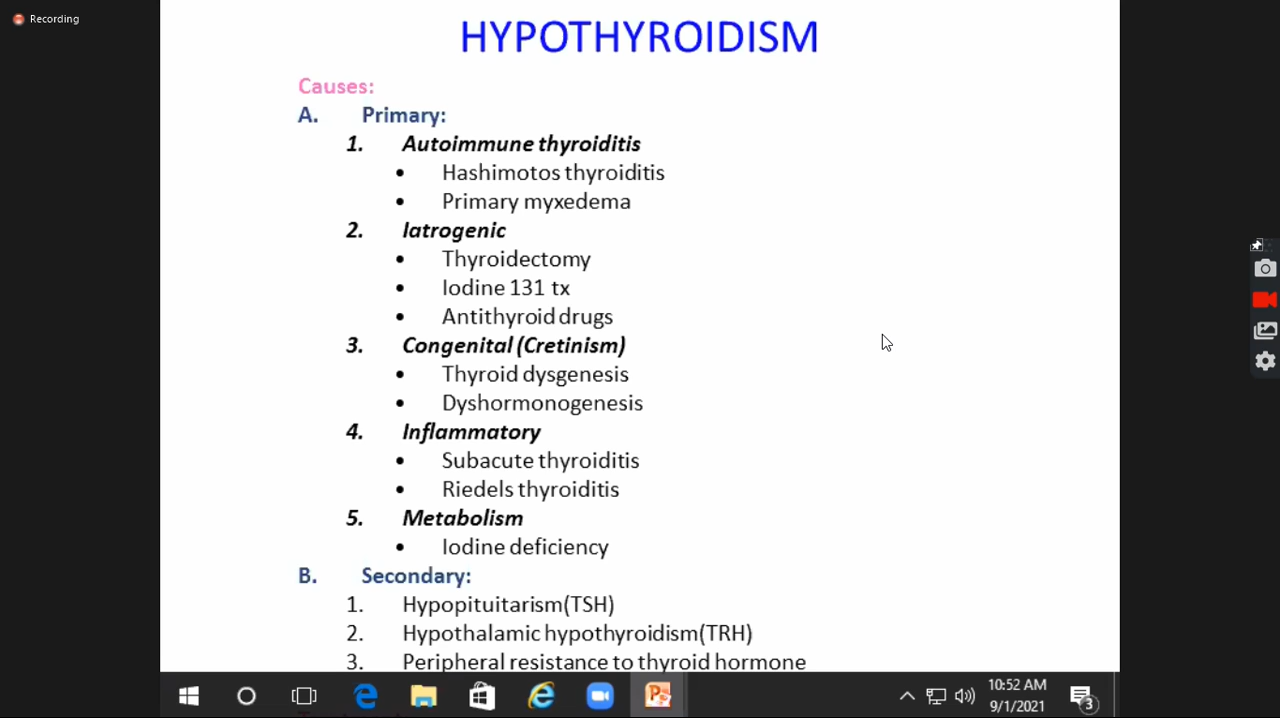 Recording
HYPOTHYROIDISM
Causes:
A. Primary:
1. Autoimmune thyroiditis
• Hashimotos thyroiditis
• Primary myxedema
2. Iatrogenic
• Thyroidectomy
• Iodine 131 tx
• Antithyroid drugs
3. Congenital (Cretinism)
• Thyroid dysgenesis
• Dyshormonogenesis
4. Inflammatory
• Subacute thyroiditis
• Riedels thyroiditis
5. Metabolism
• Iodine deficiency
B. Secondary:
1. Hypopituitarism(TSH)
2. Hypothalamic hypothyroidism(TRH)
3. Peripheral resistance to thyroid hormone
10:52 AM
9/1/2021
3